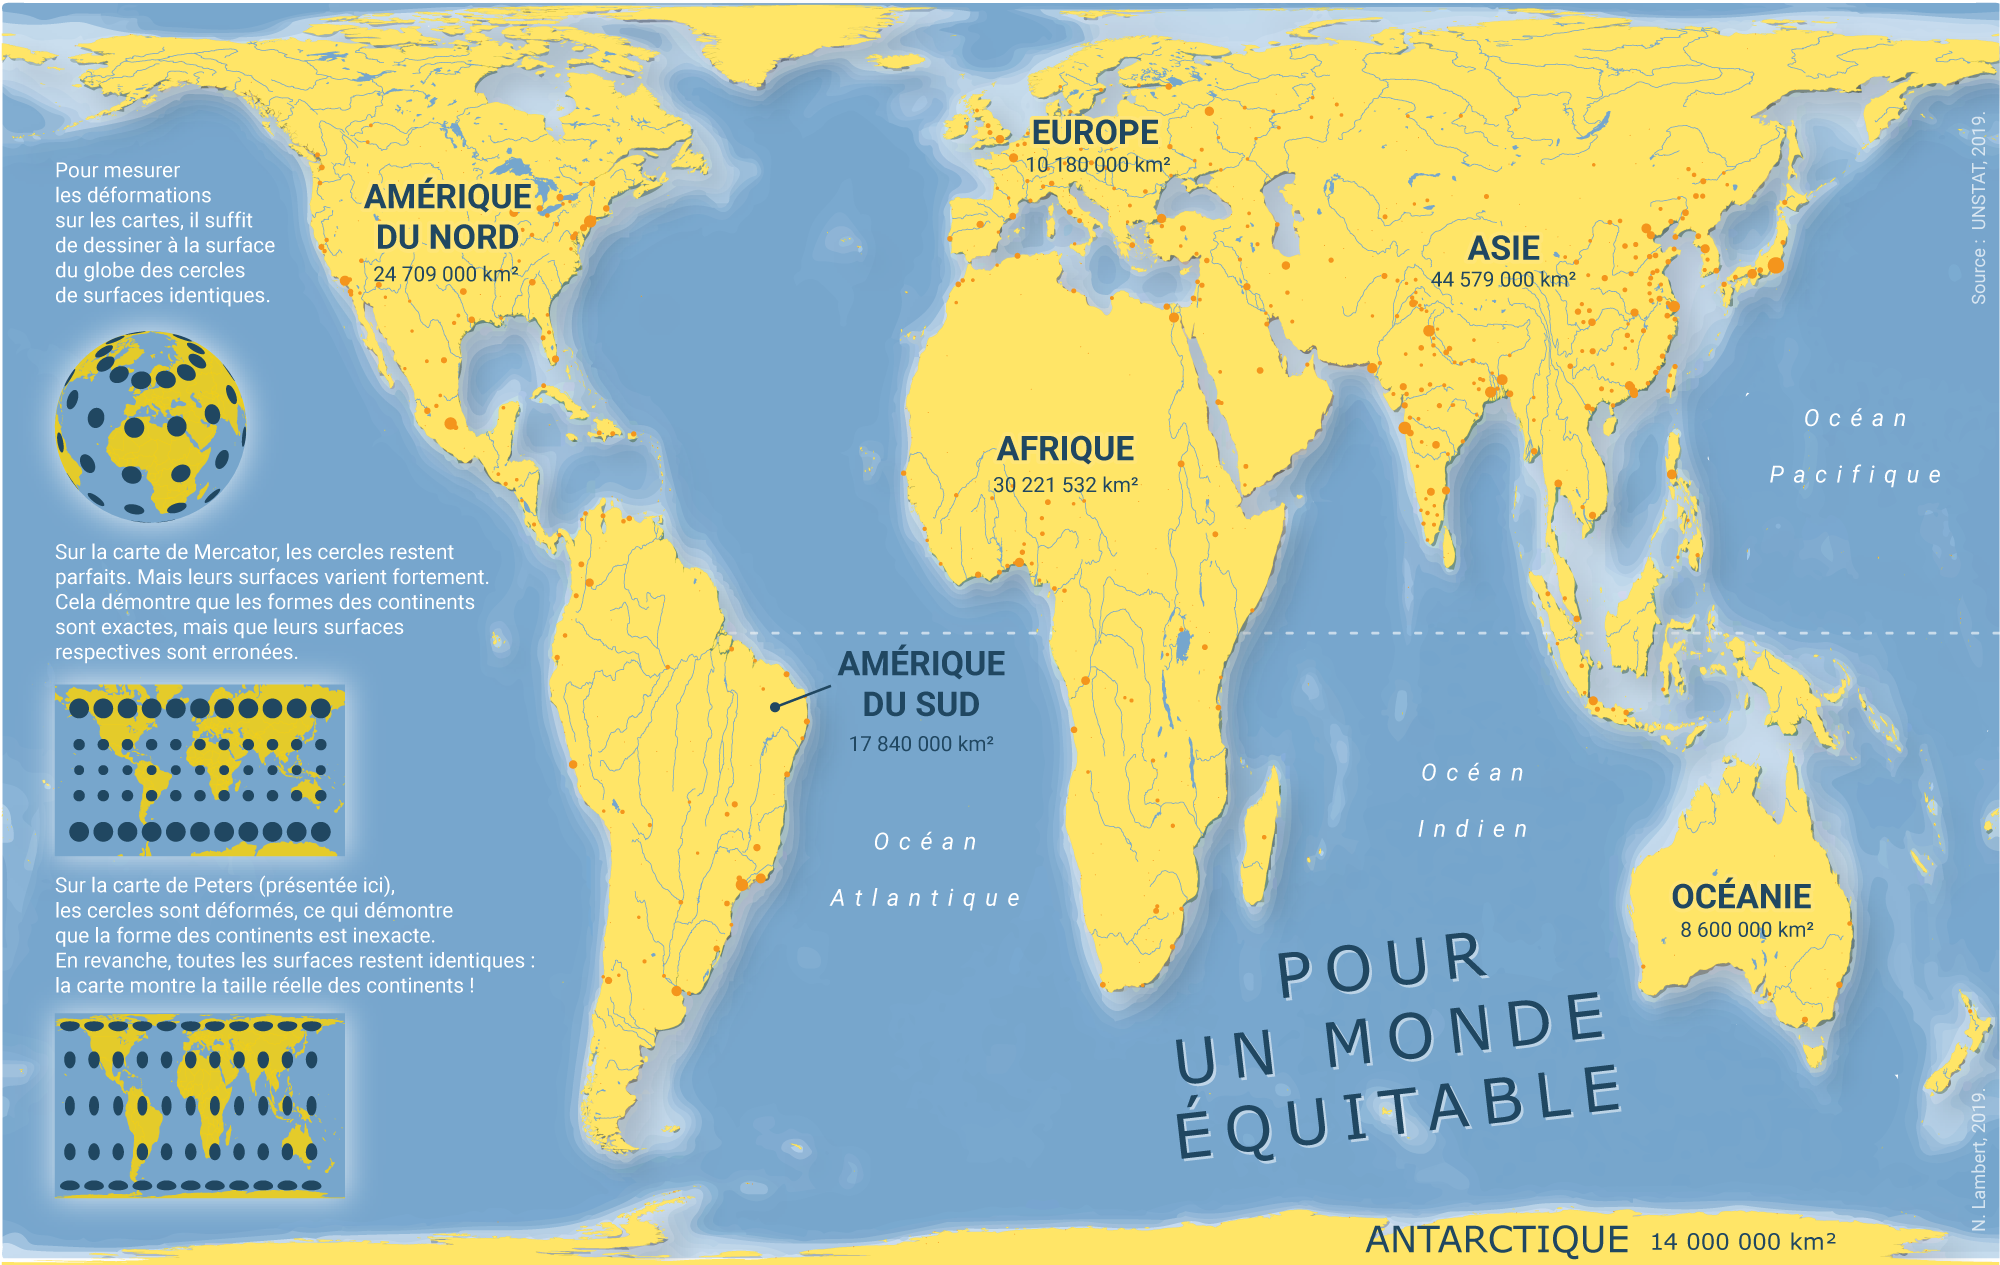 EUROPE
10 180 000 km²
AMÉRIQUE
DU NORD
24 709 000 km²
ASIE
44 579 000 km²
AFRIQUE
30 221 532 km²
AMÉRIQUE
DU SUD
17 840 000 km²
OCÉANIE
8 600 000 km²
ANTARCTIQUE 14 000 000 km²
Océan
Pacifique
Océan
Indien
Océan
Atlantique
POUR
UN MONDE
ÉQUITABLE
Pour mesurer
les déformations
sur les cartes, il suffit
de dessiner à la surface
du globe des cercles
de surfaces identiques.
Sur la carte de Mercator, les cercles restent
parfaits. Mais leurs surfaces varient fortement.
Cela démontre que les formes des continents
sont exactes, mais que leurs surfaces
respectives sont erronées.
Sur la carte de Peters (présentée ici),
les cercles sont déformés, ce qui démontre
que la forme des continents est inexacte.
En revanche, toutes les surfaces restent identiques :
la carte montre la taille réelle des continents !
Source : UNSTAT, 2019.
N. Lambert, 2019.